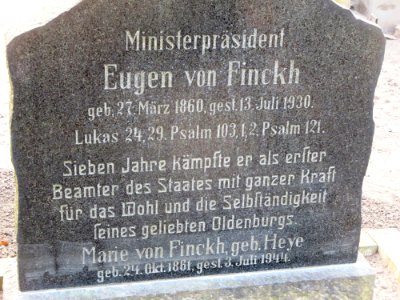 Ministerpräsident
Eugen von Finckh
geb. 27. März 1860, gest. 13. Juli 1930.
Lukas 24, 29. Psalm 103, 1,2, Psalm 121.
Sieben Jahre kämpfte er als erster
Beamter des Staates mit ganzer Kraft
für das Wohl und die Selbständigkeit
seines geliebten Oldenburgs.
Marie von Finckh, geb. Heye
geb. 24. Okt. 1861, gest. 3. Juli 1944.